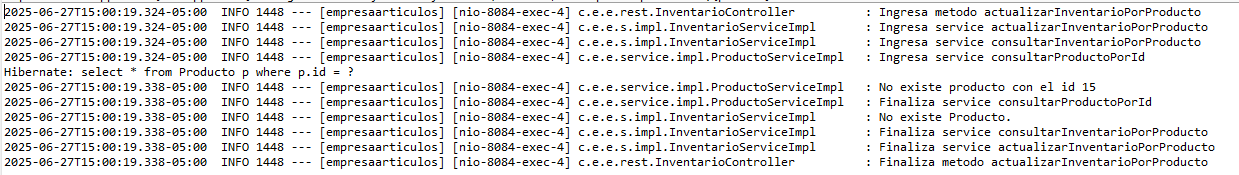 2025-06-27T15:00:19.324-05:00  INFO 1448 --- [empresaarticulos] [nio-8084-exec-4] c.e.e.rest.InventarioController          : Ingresa metodo actualizarInventarioPorProducto
2025-06-27T15:00:19.324-05:00  INFO 1448 --- [empresaarticulos] [nio-8084-exec-4] c.e.e.s.impl.InventarioServiceImpl       : Ingresa service actualizarInventarioPorProducto
2025-06-27T15:00:19.324-05:00  INFO 1448 --- [empresaarticulos] [nio-8084-exec-4] c.e.e.s.impl.InventarioServiceImpl       : Ingresa service consultarInventarioPorProducto
2025-06-27T15:00:19.324-05:00  INFO 1448 --- [empresaarticulos] [nio-8084-exec-4] c.e.e.service.impl.ProductoServiceImpl   : Ingresa service consultarProductoPorId
Hibernate: select * from Producto p where p.id = ?
2025-06-27T15:00:19.338-05:00  INFO 1448 --- [empresaarticulos] [nio-8084-exec-4] c.e.e.service.impl.ProductoServiceImpl   : No existe producto con el id 15
2025-06-27T15:00:19.338-05:00  INFO 1448 --- [empresaarticulos] [nio-8084-exec-4] c.e.e.service.impl.ProductoServiceImpl   : Finaliza service consultarProductoPorId
2025-06-27T15:00:19.338-05:00  INFO 1448 --- [empresaarticulos] [nio-8084-exec-4] c.e.e.s.impl.InventarioServiceImpl       : No existe Producto.
2025-06-27T15:00:19.338-05:00  INFO 1448 --- [empresaarticulos] [nio-8084-exec-4] c.e.e.s.impl.InventarioServiceImpl       : Finaliza service consultarInventarioPorProducto
2025-06-27T15:00:19.338-05:00  INFO 1448 --- [empresaarticulos] [nio-8084-exec-4] c.e.e.s.impl.InventarioServiceImpl       : Finaliza service actualizarInventarioPorProducto
2025-06-27T15:00:19.338-05:00  INFO 1448 --- [empresaarticulos] [nio-8084-exec-4] c.e.e.rest.InventarioController          : Finaliza metodo actualizarInventarioPorProducto